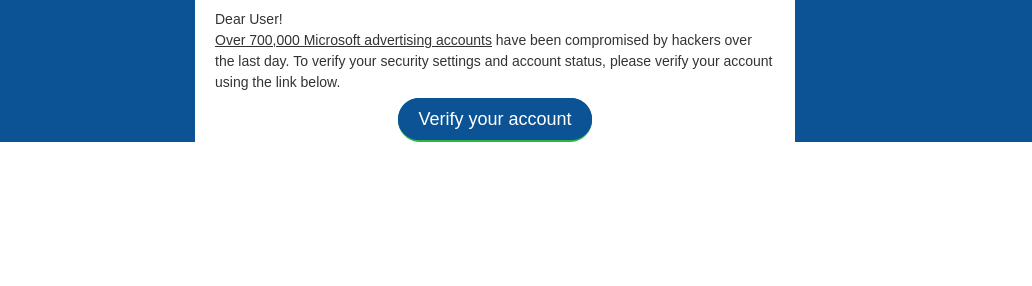 Dear User!
Over 700,000 Microsoft advertising accounts have been compromised by hackers over
the last day. To verify your security settings and account status, please verify your account
using the link below.
Verify your account